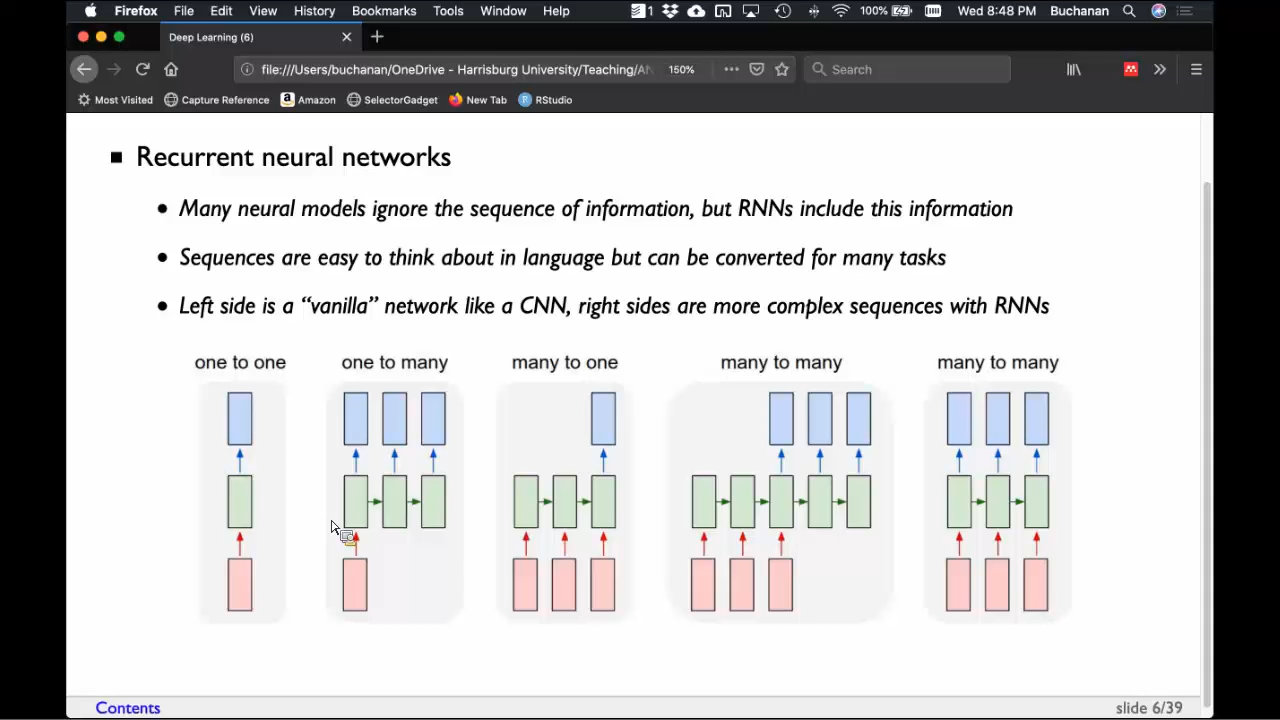 Firefox File Edit View History Bookmarks Tools Window Help 1 100% Wed 8:48 PM Buchanan
Deep Learning (6)
file:///Users/buchanan/OneDrive - Harrisburg University/Teaching/AN 150% Search
Most Visited Capture Reference Amazon SelectorGadget New Tab RStudio
Recurrent neural networks
Many neural models ignore the sequence of information, but RNNs include this information
Sequences are easy to think about in language but can be converted for many tasks
Left side is a “vanilla” network like a CNN, right sides are more complex sequences with RNNs
one to one one to many many to one many to many many to many
Contents slide 6/39